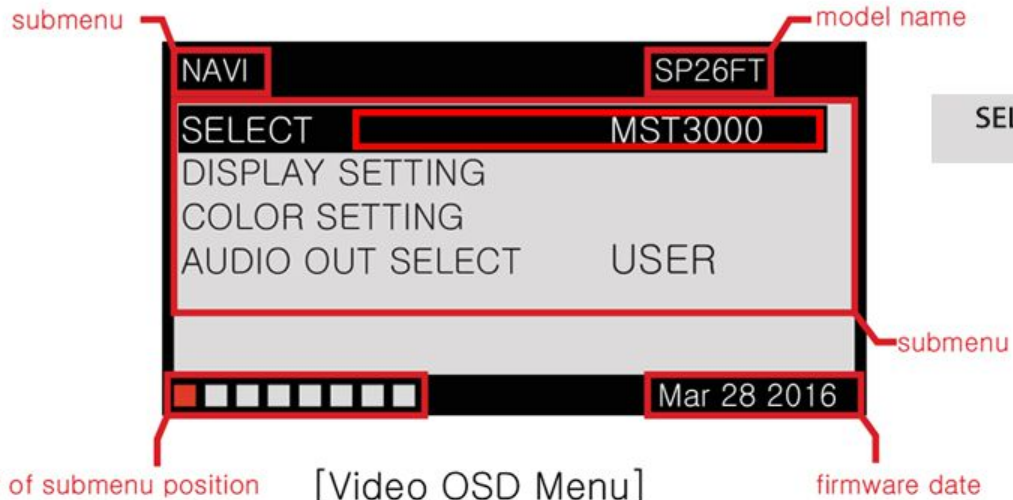 submenu
model name
NAVI
SP26FT
SELECT MST3000
DISPLAY SETTING
COLOR SETTING
AUDIO OUT SELECT USER
submenu
Mar 28 2016
of submenu position
[Video OSD Menu]
firmware date